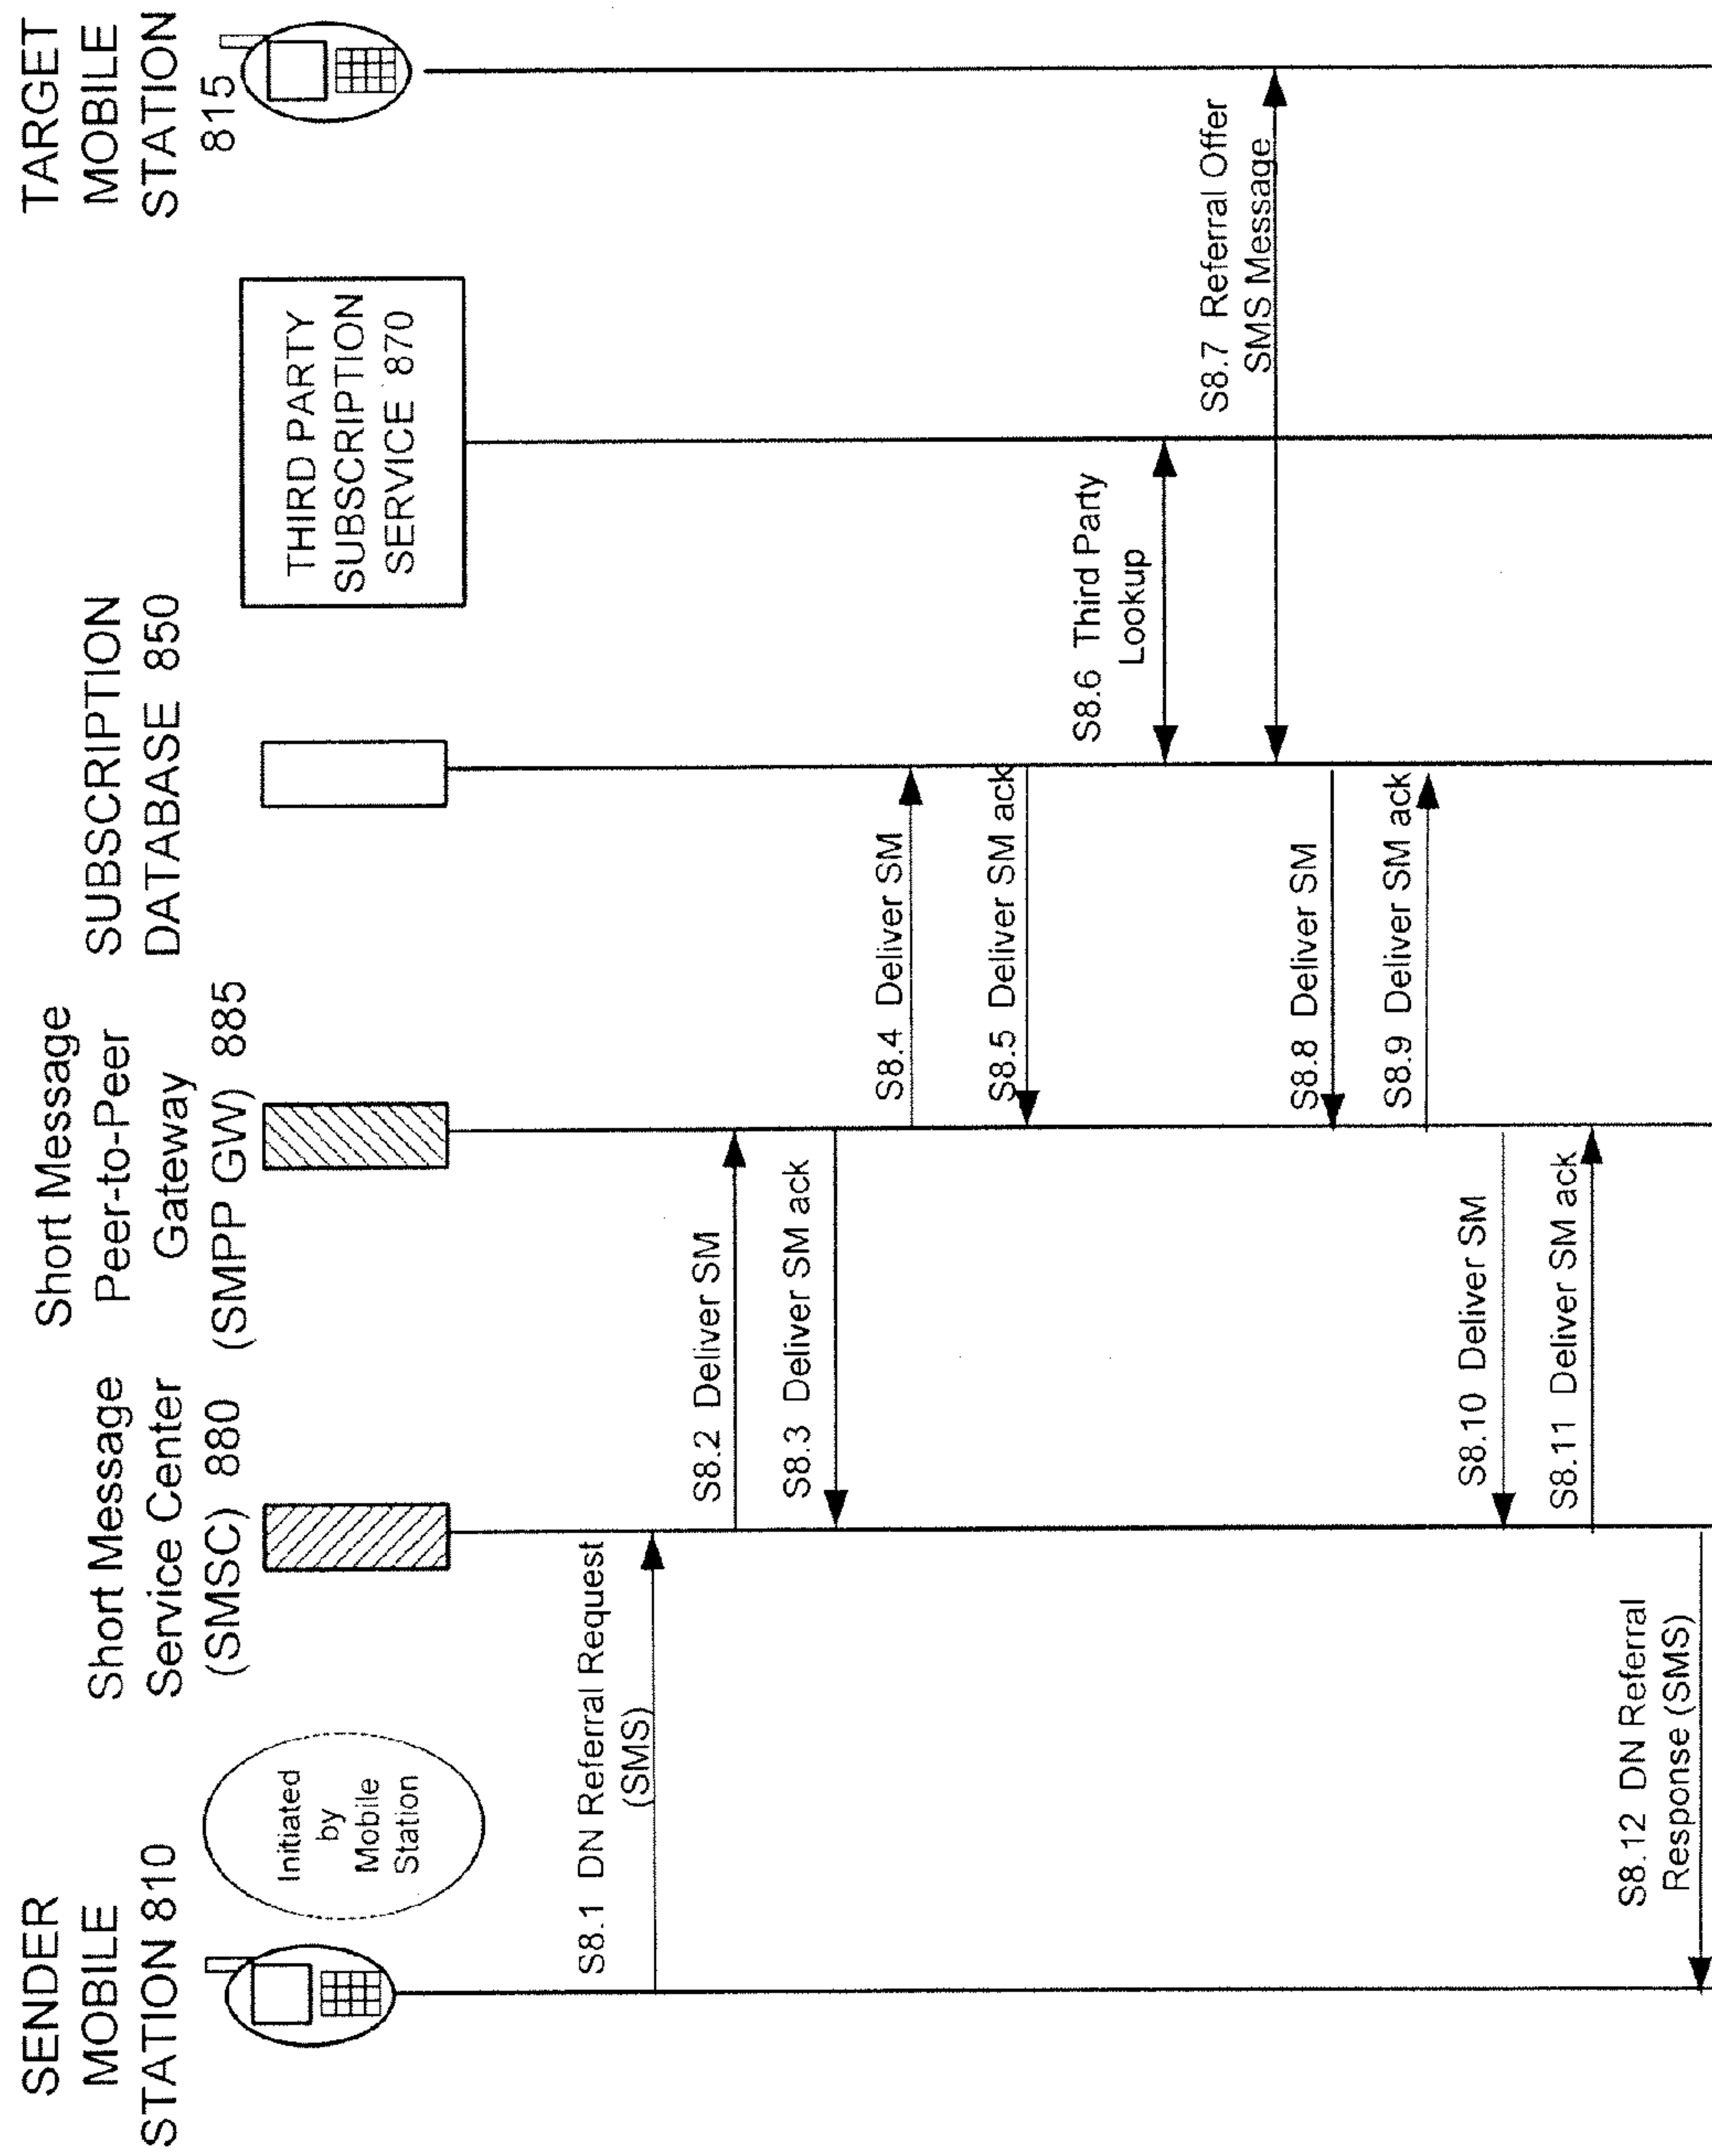 SENDER
MOBILE
STATION 810
Initiated
by
Mobile
Station
Short Message
Service Center
(SMSC) 880
Short Message
Peer-to-Peer
Gateway
(SMPP GW) 885
SUBSCRIPTION
DATABASE 850
THIRD PARTY
SUBSCRIPTION
SERVICE 870
TARGET
MOBILE
STATION
815
S8.1 DN Referral Request
(SMS)
S8.2 Deliver SM
S8.3 Deliver SM ack
S8.4 Deliver SM
S8.5 Deliver SM ack
S8.6 Third Party
Lookup
S8.7 Referral Offer
SMS Message
S8.8 Deliver SM
S8.9 Deliver SM ack
S8.10 Deliver SM
S8.11 Deliver SM ack
S8.12 DN Referral
Response (SMS)